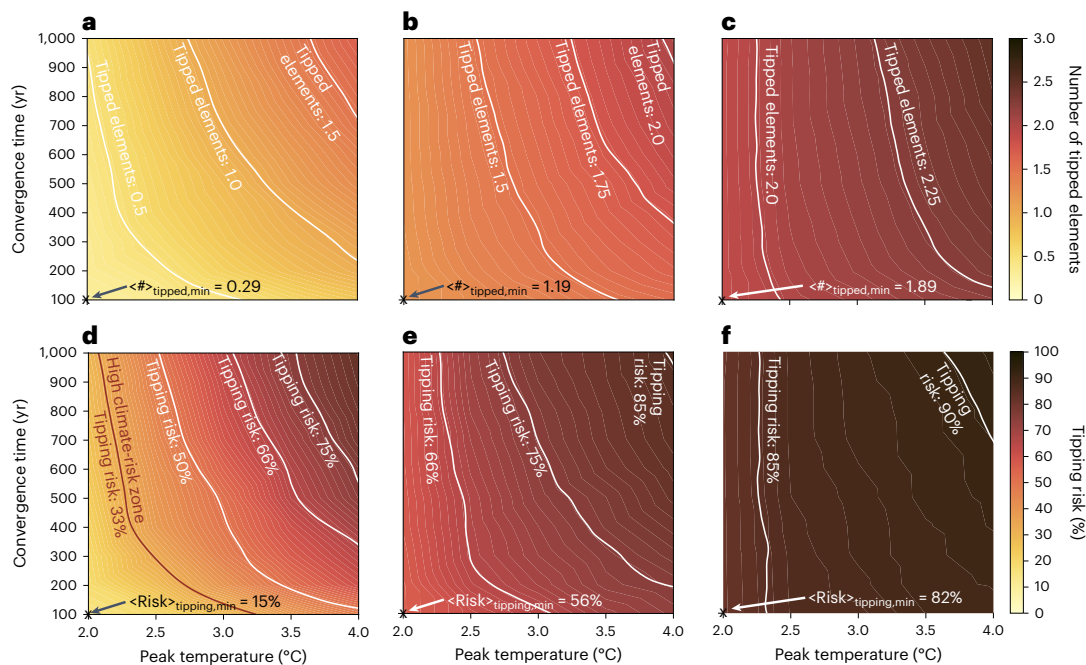 a
b
c
1,000
900
800
700
600
500
400
300
200
100
Convergence time (yr)
Tipped elements: 0.5
Tipped elements: 1.0
Tipped
elements: 1.5
<#>tipped,min = 0.29
Tipped elements: 1.5
Tipped elements: 1.75
Tipped
elements: 2.0
<#>tipped,min = 1.19
Tipped elements: 2.0
Tipped elements: 2.25
<#>tipped,min = 1.89
3.0
2.5
2.0
1.5
1.0
0.5
0
Number of tipped elements
d
e
f
1,000
900
800
700
600
500
400
300
200
100
Convergence time (yr)
High climate-risk zone
Tipping risk: 33%
Tipping risk: 50%
Tipping risk: 66%
Tipping risk: 75%
<Risk>tipping,min = 15%
Tipping risk: 66%
Tipping risk: 75%
Tipping
risk: 85%
<Risk>tipping,min = 56%
Tipping risk: 85%
Tipping
risk: 90%
<Risk>tipping,min = 82%
100
90
80
70
60
50
40
30
20
10
0
Tipping risk (%)
2.0 2.5 3.0 3.5 4.0
2.0 2.5 3.0 3.5 4.0
2.0 2.5 3.0 3.5 4.0
Peak temperature (°C)
Peak temperature (°C)
Peak temperature (°C)